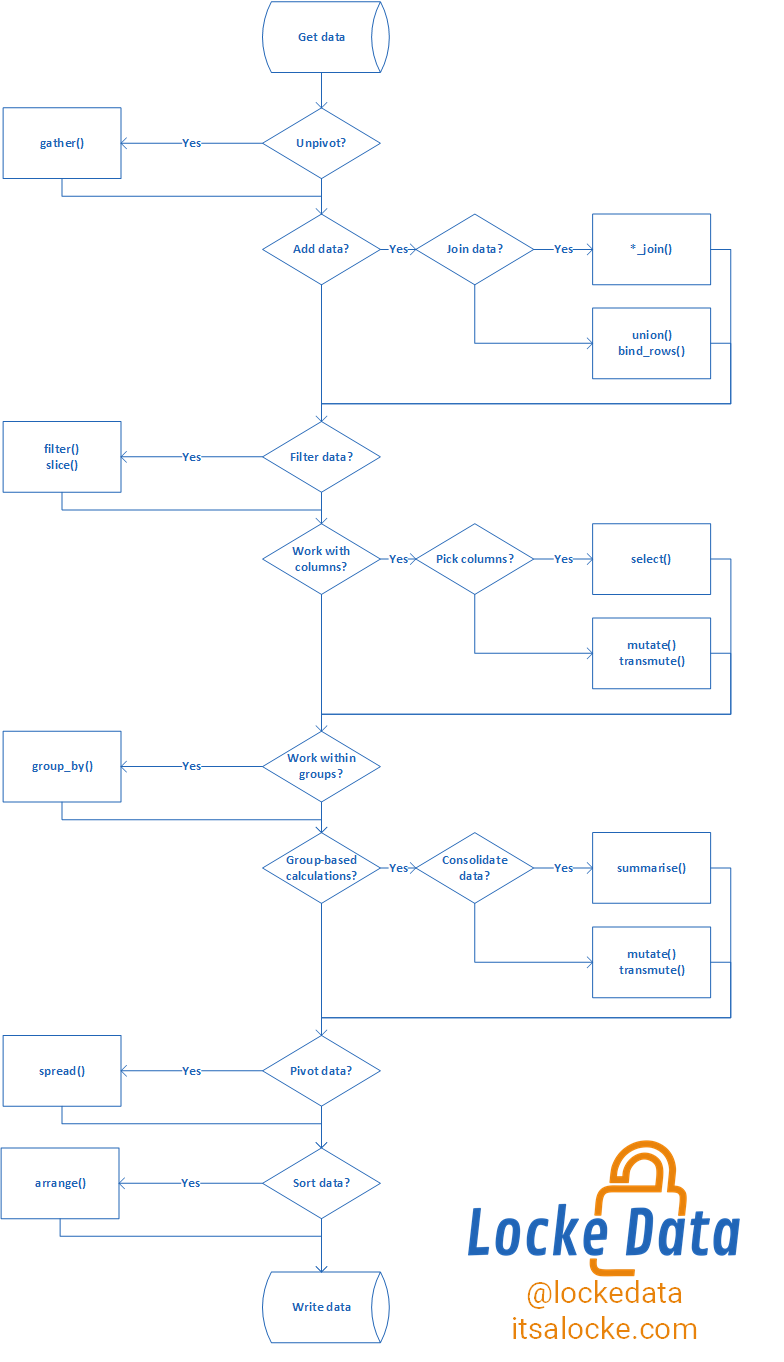 Get data
Unpivot?
Yes
gather()
Add data?
Yes
Join data?
Yes
*_join()
union()
bind_rows()
Filter data?
Yes
filter()
slice()
Work with
columns?
Yes
Pick columns?
Yes
select()
mutate()
transmute()
Work within
groups?
Yes
group_by()
Group-based
calculations?
Yes
Consolidate
data?
Yes
summarise()
mutate()
transmute()
Pivot data?
Yes
spread()
Sort data?
Yes
arrange()
Write data
Locke Data
@lockedata
itsalocke.com